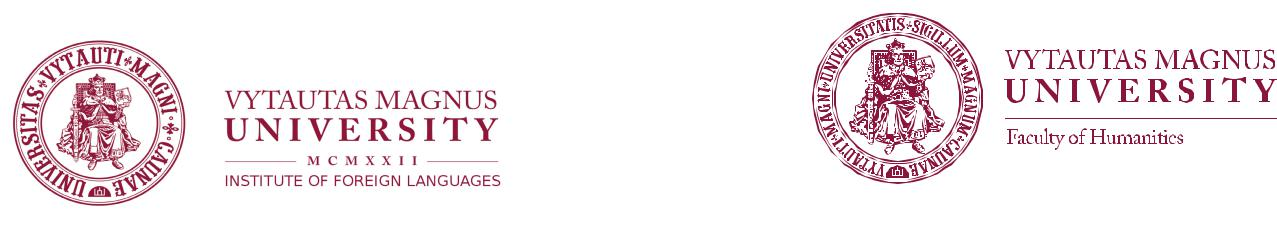 UNIVERSITAS VYTAUTI MAGNI CAUNAE
VYTAUTAS MAGNUS
UNIVERSITY
MCMXXII
INSTITUTE OF FOREIGN LANGUAGES
VYTAUTI MAGNI UNIVERSITATIS SIGILLUM MAGNUM CAUNAE
VYTAUTAS MAGNUS
UNIVERSITY
Faculty of Humanities